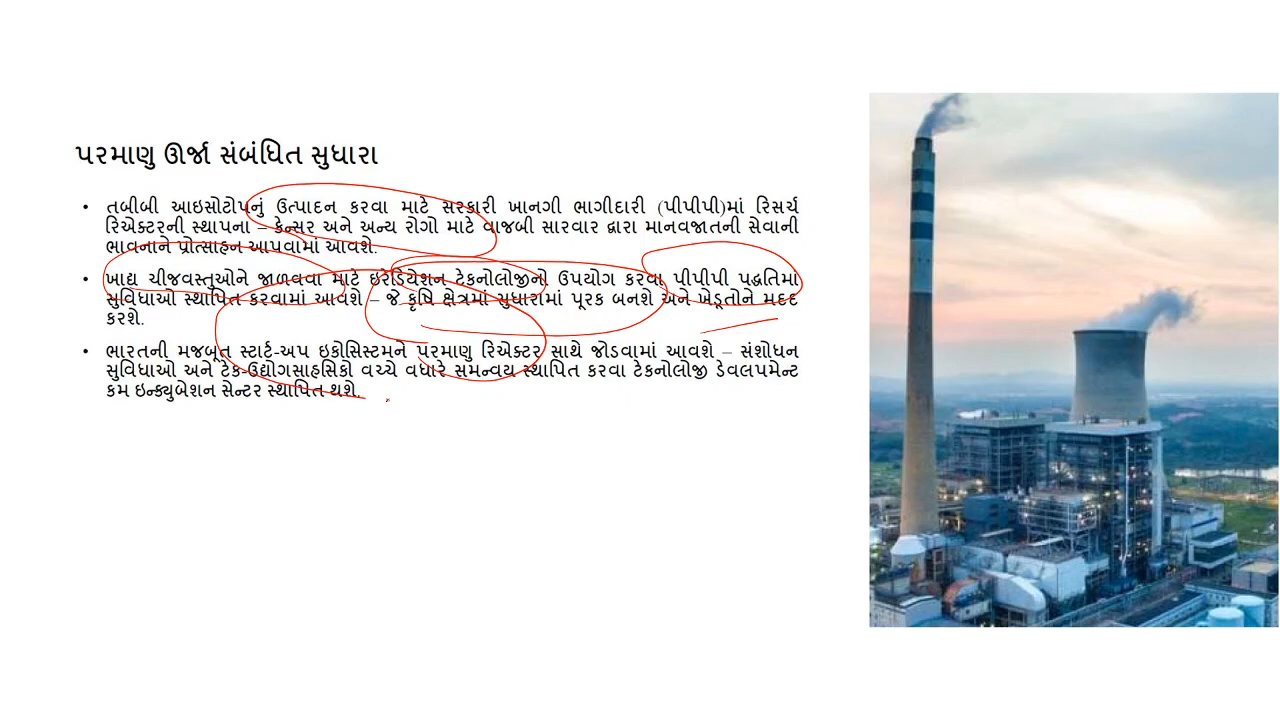 પરમાણુ ઊર્જા સંબંધિત સુધારા
• તબીબી આઇસોટોપનું ઉત્પાદન કરવા માટે સરકારી ખાનગી ભાગીદારી (પીપીપી)માં રિસર્ચ
રિએક્ટરની સ્થાપના – કેન્સર અને અન્ય રોગો માટે વાજબી સારવાર દ્વારા માનવજાતની સેવાની
ભાવનાને પ્રોત્સાહન આપવામાં આવશે.
• ખાદ્ય ચીજવસ્તુઓને જાળવવા માટે ઇરેડિયેશન ટેકનોલોજીનો ઉપયોગ કરવા પીપીપી પદ્ધતિમાં
સુવિધાઓ સ્થાપિત કરવામાં આવશે – જે કૃષિ ક્ષેત્રમાં સુધારામાં પૂરક બનશે અને ખેડૂતોને મદદ
કરશે.
• ભારતની મજબૂત સ્ટાર્ટ-અપ ઇકોસિસ્ટમને પરમાણુ રિએક્ટર સાથે જોડવામાં આવશે – સંશોધન
સુવિધાઓ અને ટેક-ઉદ્યોગસાહસિકો વચ્ચે વધારે સમન્વય સ્થાપિત કરવા ટેકનોલોજી ડેવલપમેન્ટ
કમ ઇન્ક્યુબેશન સેન્ટર સ્થાપિત થશે.